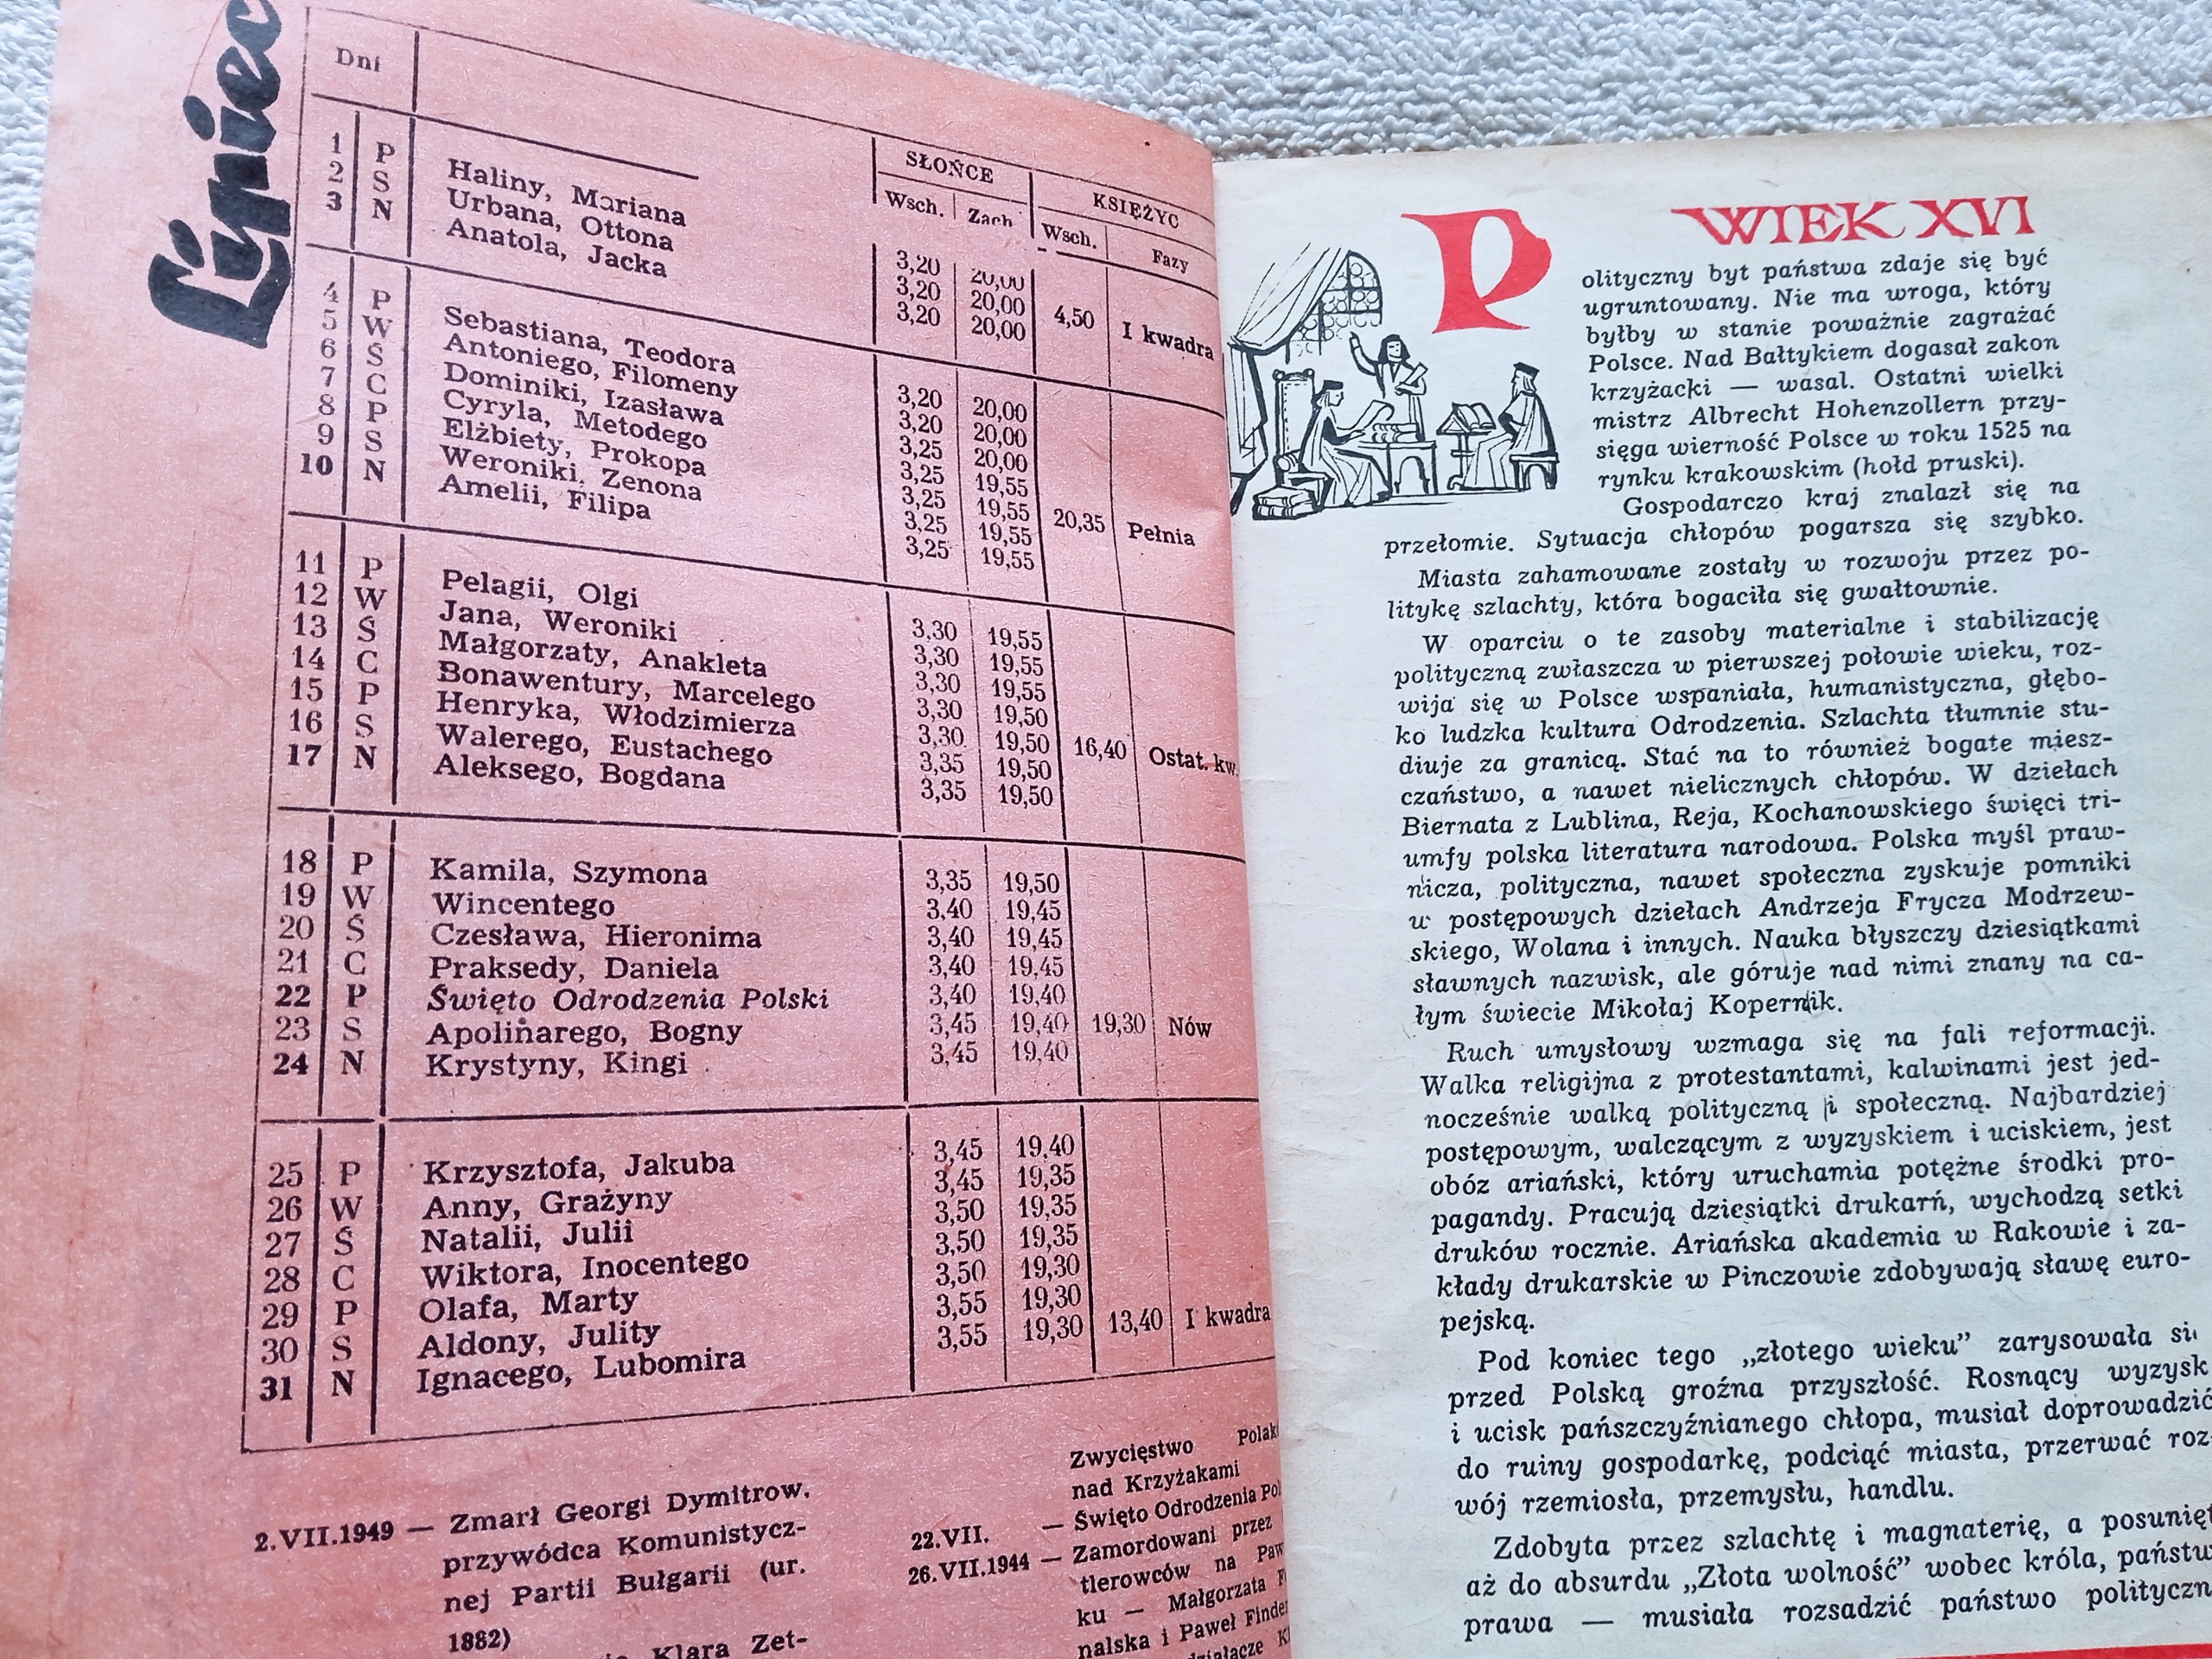 Lipiec
Dni
SŁOŃCE
KSIĘŻYC
Wsch. Zach.
Wsch. Fazy
1 P Haliny, Mariana 3,20 20,00
2 S Urbana, Ottona 3,20 20,00
3 N Anatola, Jacka 3,20 20,00 4,50 I kwadra
4 P Sebastiana, Teodora 3,20 20,00
5 W Antoniego, Filomeny 3,20 20,00
6 Ś Dominiki, Izasława 3,25 20,00
7 C Cyryla, Metodego 3,25 19,55
8 P Elżbiety, Prokopa 3,25 19,55
9 S Weroniki, Zenona 3,25 19,55 20,35 Pełnia
10 N Amelii, Filipa 3,25 19,55
11 P Pelagii, Olgi 3,30 19,55
12 W Jana, Weroniki 3,30 19,55
13 Ś Małgorzaty, Anakleta 3,30 19,55
14 C Bonawentury, Marcelego 3,30 19,50
15 P Henryka, Włodzimierza 3,30 19,50
16 S Walerego, Eustachego 3,35 19,50 16,40 Ostat. kw.
17 N Aleksego, Bogdana 3,35 19,50
18 P Kamila, Szymona 3,35 19,50
19 W Wincentego 3,40 19,45
20 Ś Czesława, Hieronima 3,40 19,45
21 C Praksedy, Daniela 3,40 19,45
22 P Święto Odrodzenia Polski 3,40 19,40
23 S Apolinarego, Bogny 3,45 19,40 19,30 Nów
24 N Krystyny, Kingi 3,45 19,40
25 P Krzysztofa, Jakuba 3,45 19,40
26 W Anny, Grażyny 3,45 19,35
27 Ś Natalii, Julii 3,50 19,35
28 C Wiktora, Inocentego 3,50 19,35
29 P Olafa, Marty 3,50 19,30
30 S Aldony, Julity 3,55 19,30
31 N Ignacego, Lubomira 3,55 19,30 13,40 I kwadra
2.VII.1949 — Zmarł Georgi Dymitrow,
przywódca Komunistycz-
nej Partii Bułgarii (ur.
1882)
Klara Zet-
Zwycięstwo
nad Krzyżakami
22.VII. — Święto Odrodzenia Pol
26.VII.1944 — Zamordowani przez
tlerowców na Paw
ku — Małgorzata F
nalska i Paweł Finde
działacze K
WIEK XVI
Polityczny byt państwa zdaje się być
ugruntowany. Nie ma wroga, który
byłby w stanie poważnie zagrażać
Polsce. Nad Bałtykiem dogasał zakon
krzyżacki — wasal. Ostatni wielki
mistrz Albrecht Hohenzollern przy-
sięga wierność Polsce w roku 1525 na
rynku krakowskim (hołd pruski).
Gospodarczo kraj znalazł się na
przełomie. Sytuacja chłopów pogarsza się szybko.
Miasta zahamowane zostały w rozwoju przez po-
litykę szlachty, która bogaciła się gwałtownie.
W oparciu o te zasoby materialne i stabilizację
polityczną zwłaszcza w pierwszej połowie wieku, roz-
wija się w Polsce wspaniała, humanistyczna, głębo-
ko ludzka kultura Odrodzenia. Szlachta tłumnie stu-
diuje za granicą. Stać na to również bogate miesz-
czaństwo, a nawet nielicznych chłopów. W dziełach
Biernata z Lublina, Reja, Kochanowskiego święci tri-
umfy polska literatura narodowa. Polska myśl praw-
nicza, polityczna, nawet społeczna zyskuje pomniki
w postępowych dziełach Andrzeja Frycza Modrzew-
skiego, Wolana i innych. Nauka błyszczy dziesiątkami
sławnych nazwisk, ale góruje nad nimi znany na ca-
łym świecie Mikołaj Kopernik.
Ruch umysłowy wzmaga się na fali reformacji.
Walka religijna z protestantami, kalwinami jest jed-
nocześnie walką polityczną i społeczną. Najbardziej
postępowym, walczącym z wyzyskiem i uciskiem, jest
obóz ariański, który uruchamia potężne środki pro-
pagandy. Pracują dziesiątki drukarń, wychodzą setki
druków rocznie. Ariańska akademia w Rakowie i za-
kłady drukarskie w Pinczowie zdobywają sławę euro-
pejską.
Pod koniec tego „złotego wieku” zarysowała
przed Polską groźna przyszłość. Rosnący wyzysk
i ucisk pańszczyźnianego chłopa, musiał doprowadzić
do ruiny gospodarkę, podciąć miasta, przerwać roz-
wój rzemiosła, przemysłu, handlu.
Zdobyta przez szlachtę i magnaterię, a posunięt
aż do absurdu „Złota wolność” wobec króla, państw
prawa — musiała rozsadzić państwo polityczn